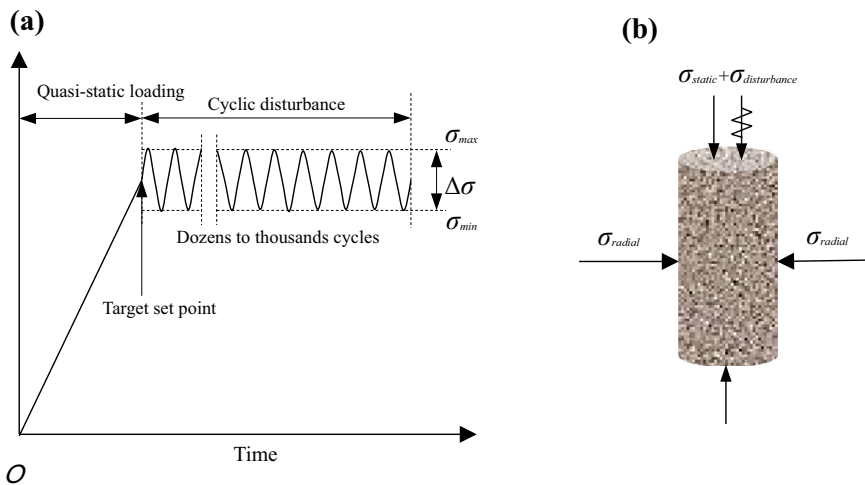 (a)
Quasi-static loading
Cyclic disturbance
σmax
Δσ
σmin
Dozens to thousands cycles
Target set point
Time
O
(b)
σstatic+σdisturbance
σradial
σradial